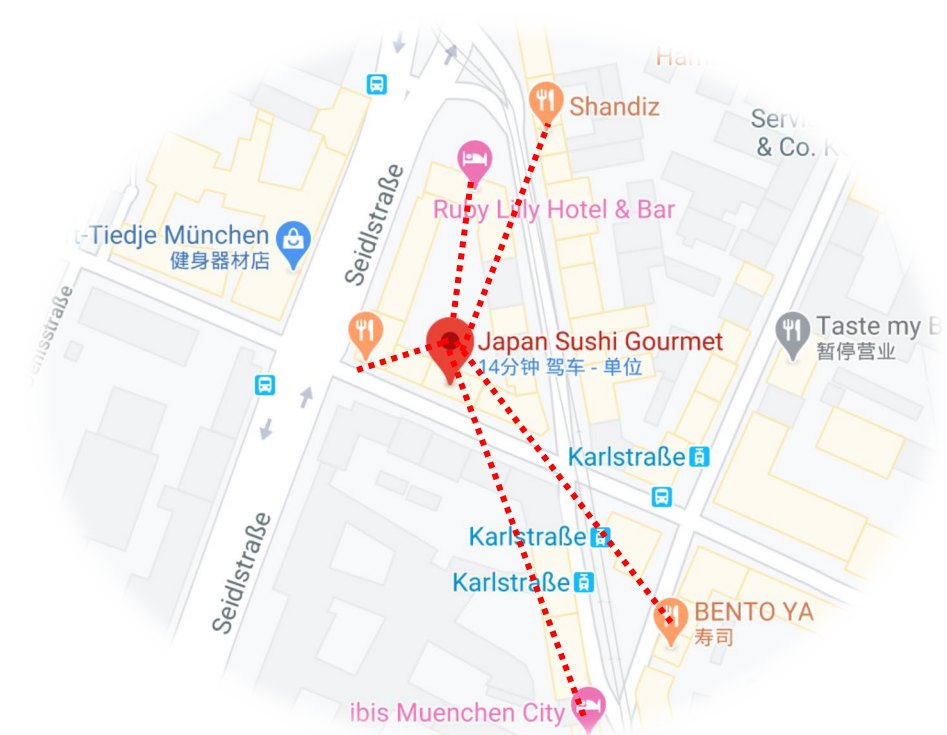 Shandiz
& Co.
Ruby Lilly Hotel & Bar
Seidlstraße
-Tiedje München
健身器材店
Japan Sushi Gourmet
14分钟 驾车 - 单位
Taste my
暂停营业
Karlstraße
Karlstraße
Karlstraße
Seidlstraße
BENTO YA
寿司
ibis Muenchen City